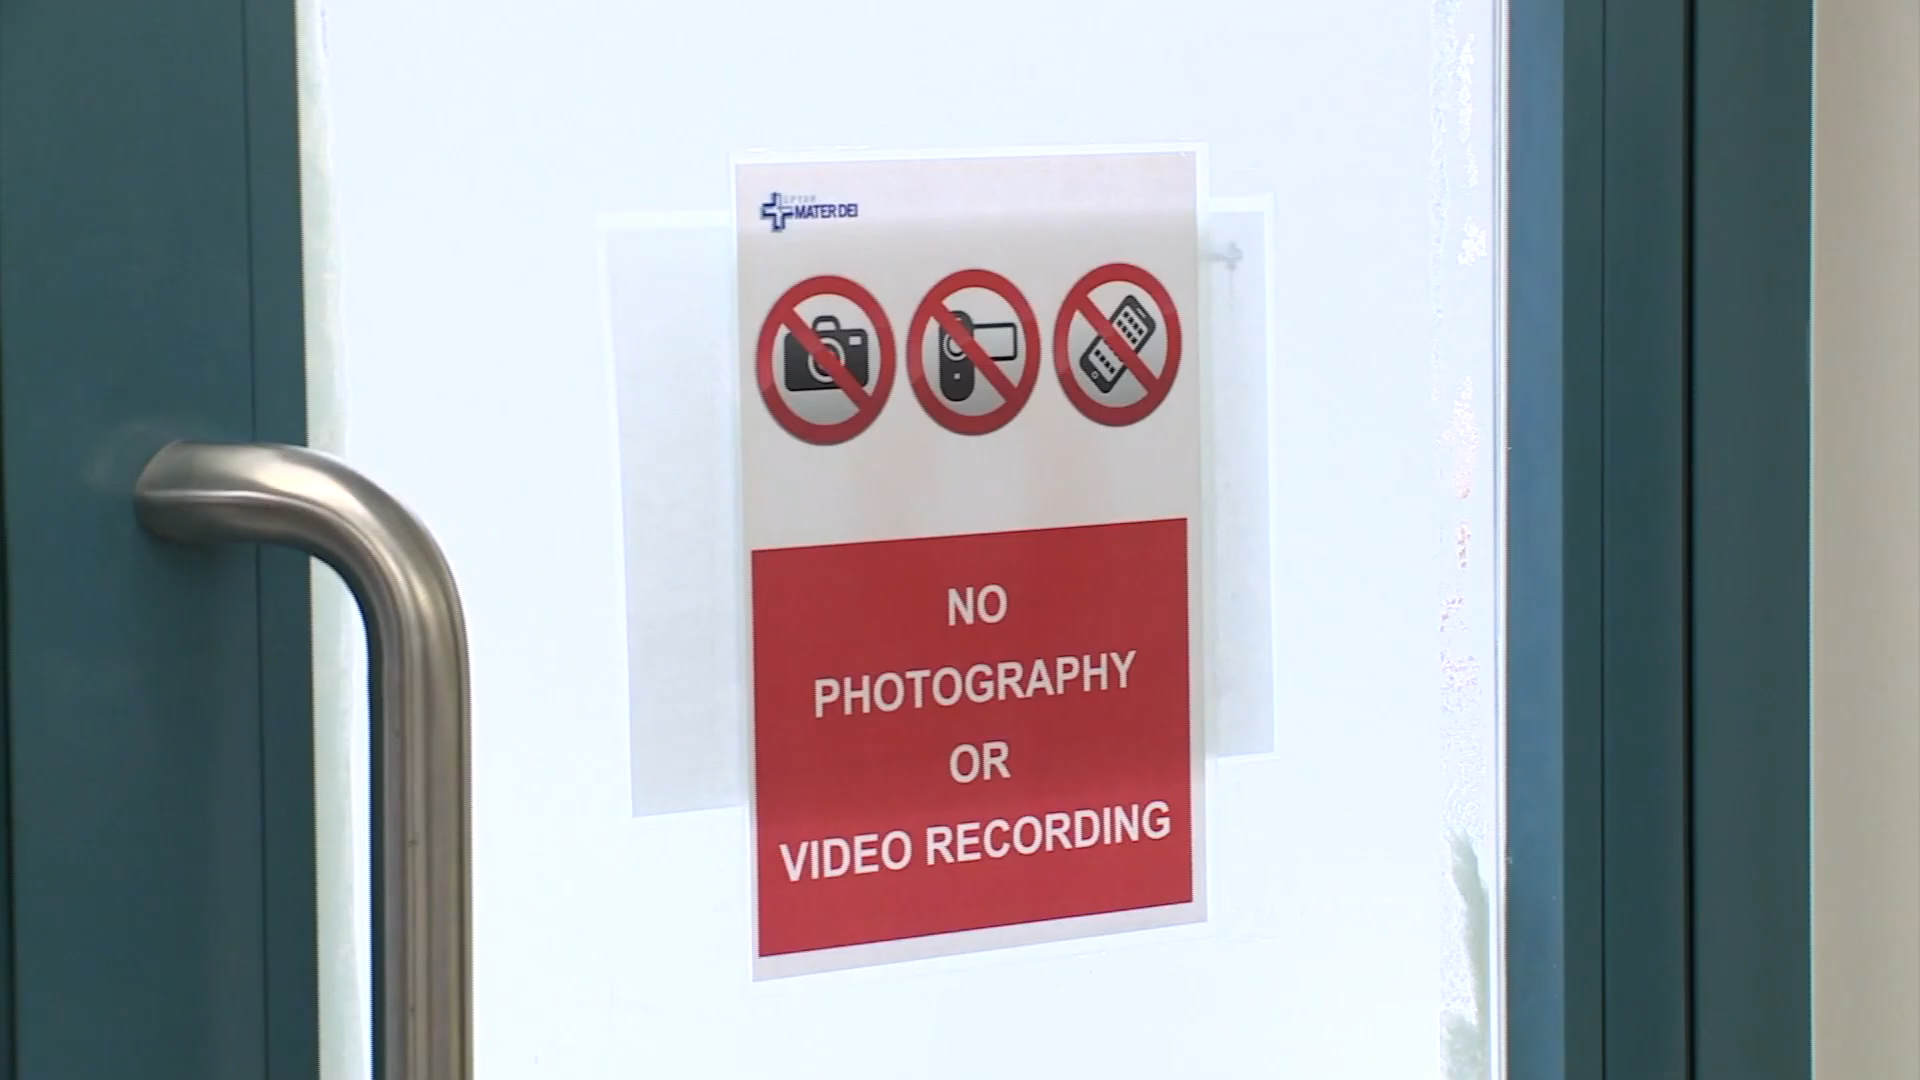 MATER DEI
NO
PHOTOGRAPHY
OR
VIDEO RECORDING